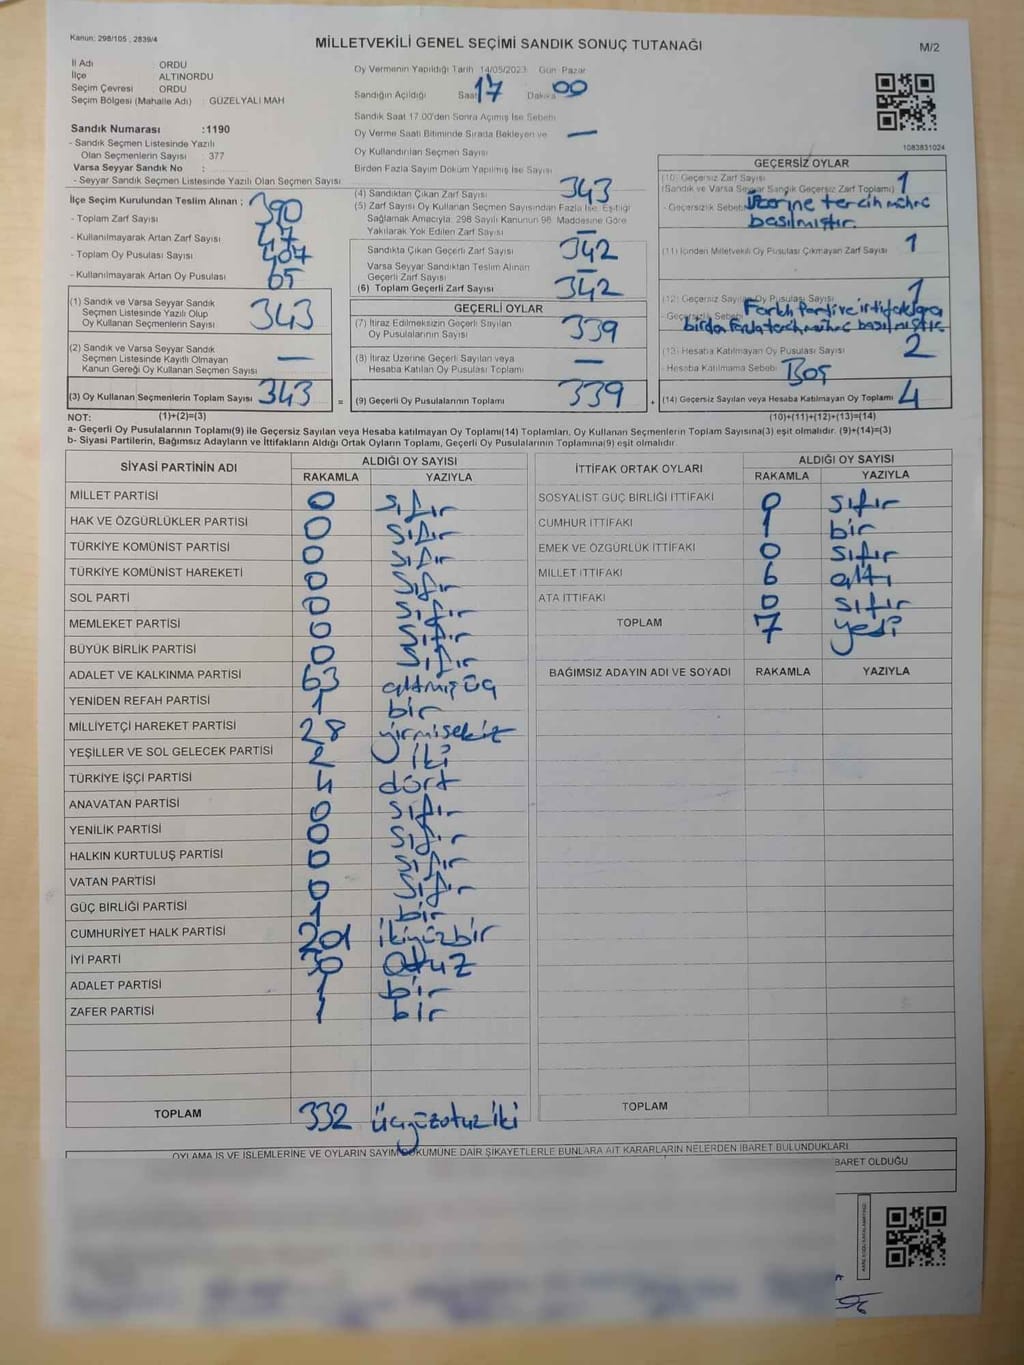 Kanun: 298/105 ; 2839/4
MİLLETVEKİLİ GENEL SEÇİMİ SANDIK SONUÇ TUTANAĞI
M/2
İl Adı ORDU
İlçe ALTINORDU
Seçim Çevresi ORDU
Seçim Bölgesi (Mahalle Adı) : GÜZELYALI MAH
Oy Vermenin Yapıldığı Tarih 14/05/2023 Gün Pazar
Sandığın Açıldığı Saat 17 Dakika 00
Sandık Saat 17.00'den Sonra Açımış İse Sebebi
Oy Verme Saati Bitiminde Sırada Bekleyen ve —
Oy Kullandırılan Seçmen Sayısı
Birden Fazla Sayım Döküm Yapılmış İse Sayısı
1083831024
Sandık Numarası :1190
- Sandık Seçmen Listesinde Yazılı
Olan Seçmenlerin Sayısı : 377
Varsa Seyyar Sandık No :
- Seyyar Sandık Seçmen Listesinde Yazılı Olan Seçmen Sayısı
İlçe Seçim Kurulundan Teslim Alınan :
- Toplam Zarf Sayısı 390
- Kullanılmayarak Artan Zarf Sayısı 47
- Toplam Oy Pusulası Sayısı 407
- Kullanılmayarak Artan Oy Pusulası 65
(1) Sandık ve Varsa Seyyar Sandık
Seçmen Listesinde Yazılı Olup
Oy Kullanan Seçmenlerin Sayısı 343
(2) Sandık ve Varsa Seyyar Sandık
Seçmen Listesinde Kayıtlı Olmayan
Kanun Gereği Oy Kullanan Seçmen Sayısı —
(3) Oy Kullanan Seçmenlerin Toplam Sayısı 343 =
(4) Sandıktan Çıkan Zarf Sayısı 343
(5) Zarf Sayısı Oy Kullanan Seçmen Sayısından Fazla İse, Eşitliği
Sağlamak Amacıyla, 298 Sayılı Kanunun 98. Maddesine Göre
Yakılarak Yok Edilen Zarf Sayısı —
Sandıkta Çıkan Geçerli Zarf Sayısı 342
Varsa Seyyar Sandıktan Teslim Alınan
Geçerli Zarf Sayısı —
(6) Toplam Geçerli Zarf Sayısı 342
GEÇERLİ OYLAR
(7) İtiraz Edilmeksizin Geçerli Sayılan
Oy Pusulalarının Sayısı 339
(8) İtiraz Üzerine Geçerli Sayılan veya
Hesaba Katılan Oy Pusulası Toplamı —
(9) Geçerli Oy Pusulalarının Toplamı 339 +
GEÇERSİZ OYLAR
(10) Geçersiz Zarf Sayısı
(Sandık ve Varsa Seyyar Sandık Geçersiz Zarf Toplamı) 1
- Geçersizlik Sebebi Üzerine tercih mührü
basılmıştır.
(11) İçinden Milletvekili Oy Pusulası Çıkmayan Zarf Sayısı 1
(12) Geçersiz Sayılan Oy Pusulası Sayısı 1
- Geçersizlik Sebebi Farklı Parti ve ittifaklara
birden fazla tercih mührü basılmıştır
(13) Hesaba Katılmayan Oy Pusulası Sayısı 2
- Hesaba Katılmama Sebebi Boş
(14) Geçersiz Sayılan veya Hesaba Katılmayan Oy Toplamı 4
NOT: (1)+(2)=(3)
(10)+(11)+(12)+(13)=(14)
a- Geçerli Oy Pusulalarının Toplamı(9) ile Geçersiz Sayılan veya Hesaba katılmayan Oy Toplamı(14) Toplamları, Oy Kullanan Seçmenlerin Toplam Sayısına(3) eşit olmalıdır. (9)+(14)=(3)
b- Siyasi Partilerin, Bağımsız Adayların ve İttifakların Aldığı Ortak Oyların Toplamı, Geçerli Oy Pusulalarının Toplamına(9) eşit olmalıdır
SİYASİ PARTİNİN ADI ALDIĞI OY SAYISI
RAKAMLA YAZIYLA
MİLLET PARTİSİ 0 sıfır
HAK VE ÖZGÜRLÜKLER PARTİSİ 0 sıfır
TÜRKİYE KOMÜNİST PARTİSİ 0 sıfır
TÜRKİYE KOMÜNİST HAREKETİ 0 sıfır
SOL PARTİ 0 sıfır
MEMLEKET PARTİSİ 0 sıfır
BÜYÜK BİRLİK PARTİSİ 0 sıfır
ADALET VE KALKINMA PARTİSİ 63 altmışüç
YENİDEN REFAH PARTİSİ 1 bir
MİLLİYETÇİ HAREKET PARTİSİ 28 yirmisekiz
YEŞİLLER VE SOL GELECEK PARTİSİ 2 iki
TÜRKİYE İŞÇİ PARTİSİ 4 dört
ANAVATAN PARTİSİ 0 sıfır
YENİLİK PARTİSİ 0 sıfır
HALKIN KURTULUŞ PARTİSİ 0 sıfır
VATAN PARTİSİ 0 sıfır
GÜÇ BİRLİĞİ PARTİSİ 1 bir
CUMHURİYET HALK PARTİSİ 201 ikiyüzbir
İYİ PARTİ 30 otuz
ADALET PARTİSİ 1 bir
ZAFER PARTİSİ 1 bir
TOPLAM 332 üçyüzotuziki
İTTİFAK ORTAK OYLARI ALDIĞI OY SAYISI
RAKAMLA YAZIYLA
SOSYALİST GÜÇ BİRLİĞİ İTTİFAKI 0 sıfır
CUMHUR İTTİFAKI 1 bir
EMEK VE ÖZGÜRLÜK İTTİFAKI 0 sıfır
MİLLET İTTİFAKI 6 altı
ATA İTTİFAKI 0 sıfır
TOPLAM 7 yedi
BAĞIMSIZ ADAYIN ADI VE SOYADI RAKAMLA YAZIYLA
TOPLAM
OYLAMA İŞ VE İŞLEMLERİNE VE OYLARIN SAYIM DÖKÜMÜNE DAİR ŞİKAYETLERLE BUNLARA AİT KARARLARIN NELERDEN İBARET BULUNDUKLARI
BARET OLDUĞU